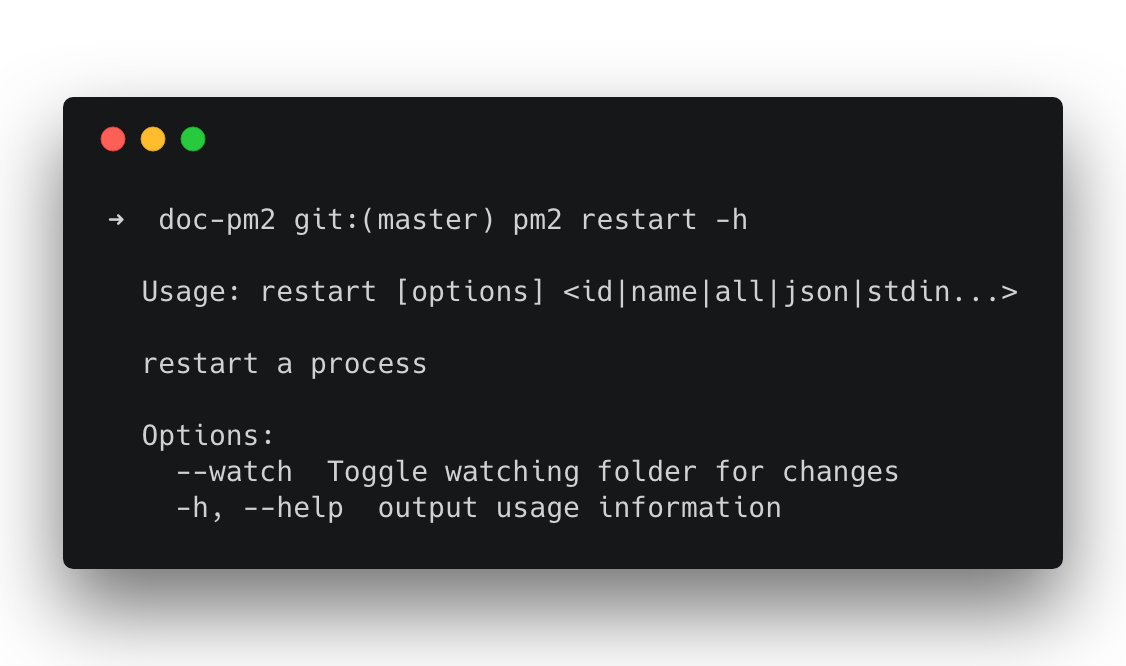 ➜  doc-pm2 git:(master) pm2 restart -h
Usage: restart [options] <id|name|all|json|stdin...>
restart a process
Options:
--watch  Toggle watching folder for changes
-h, --help  output usage information